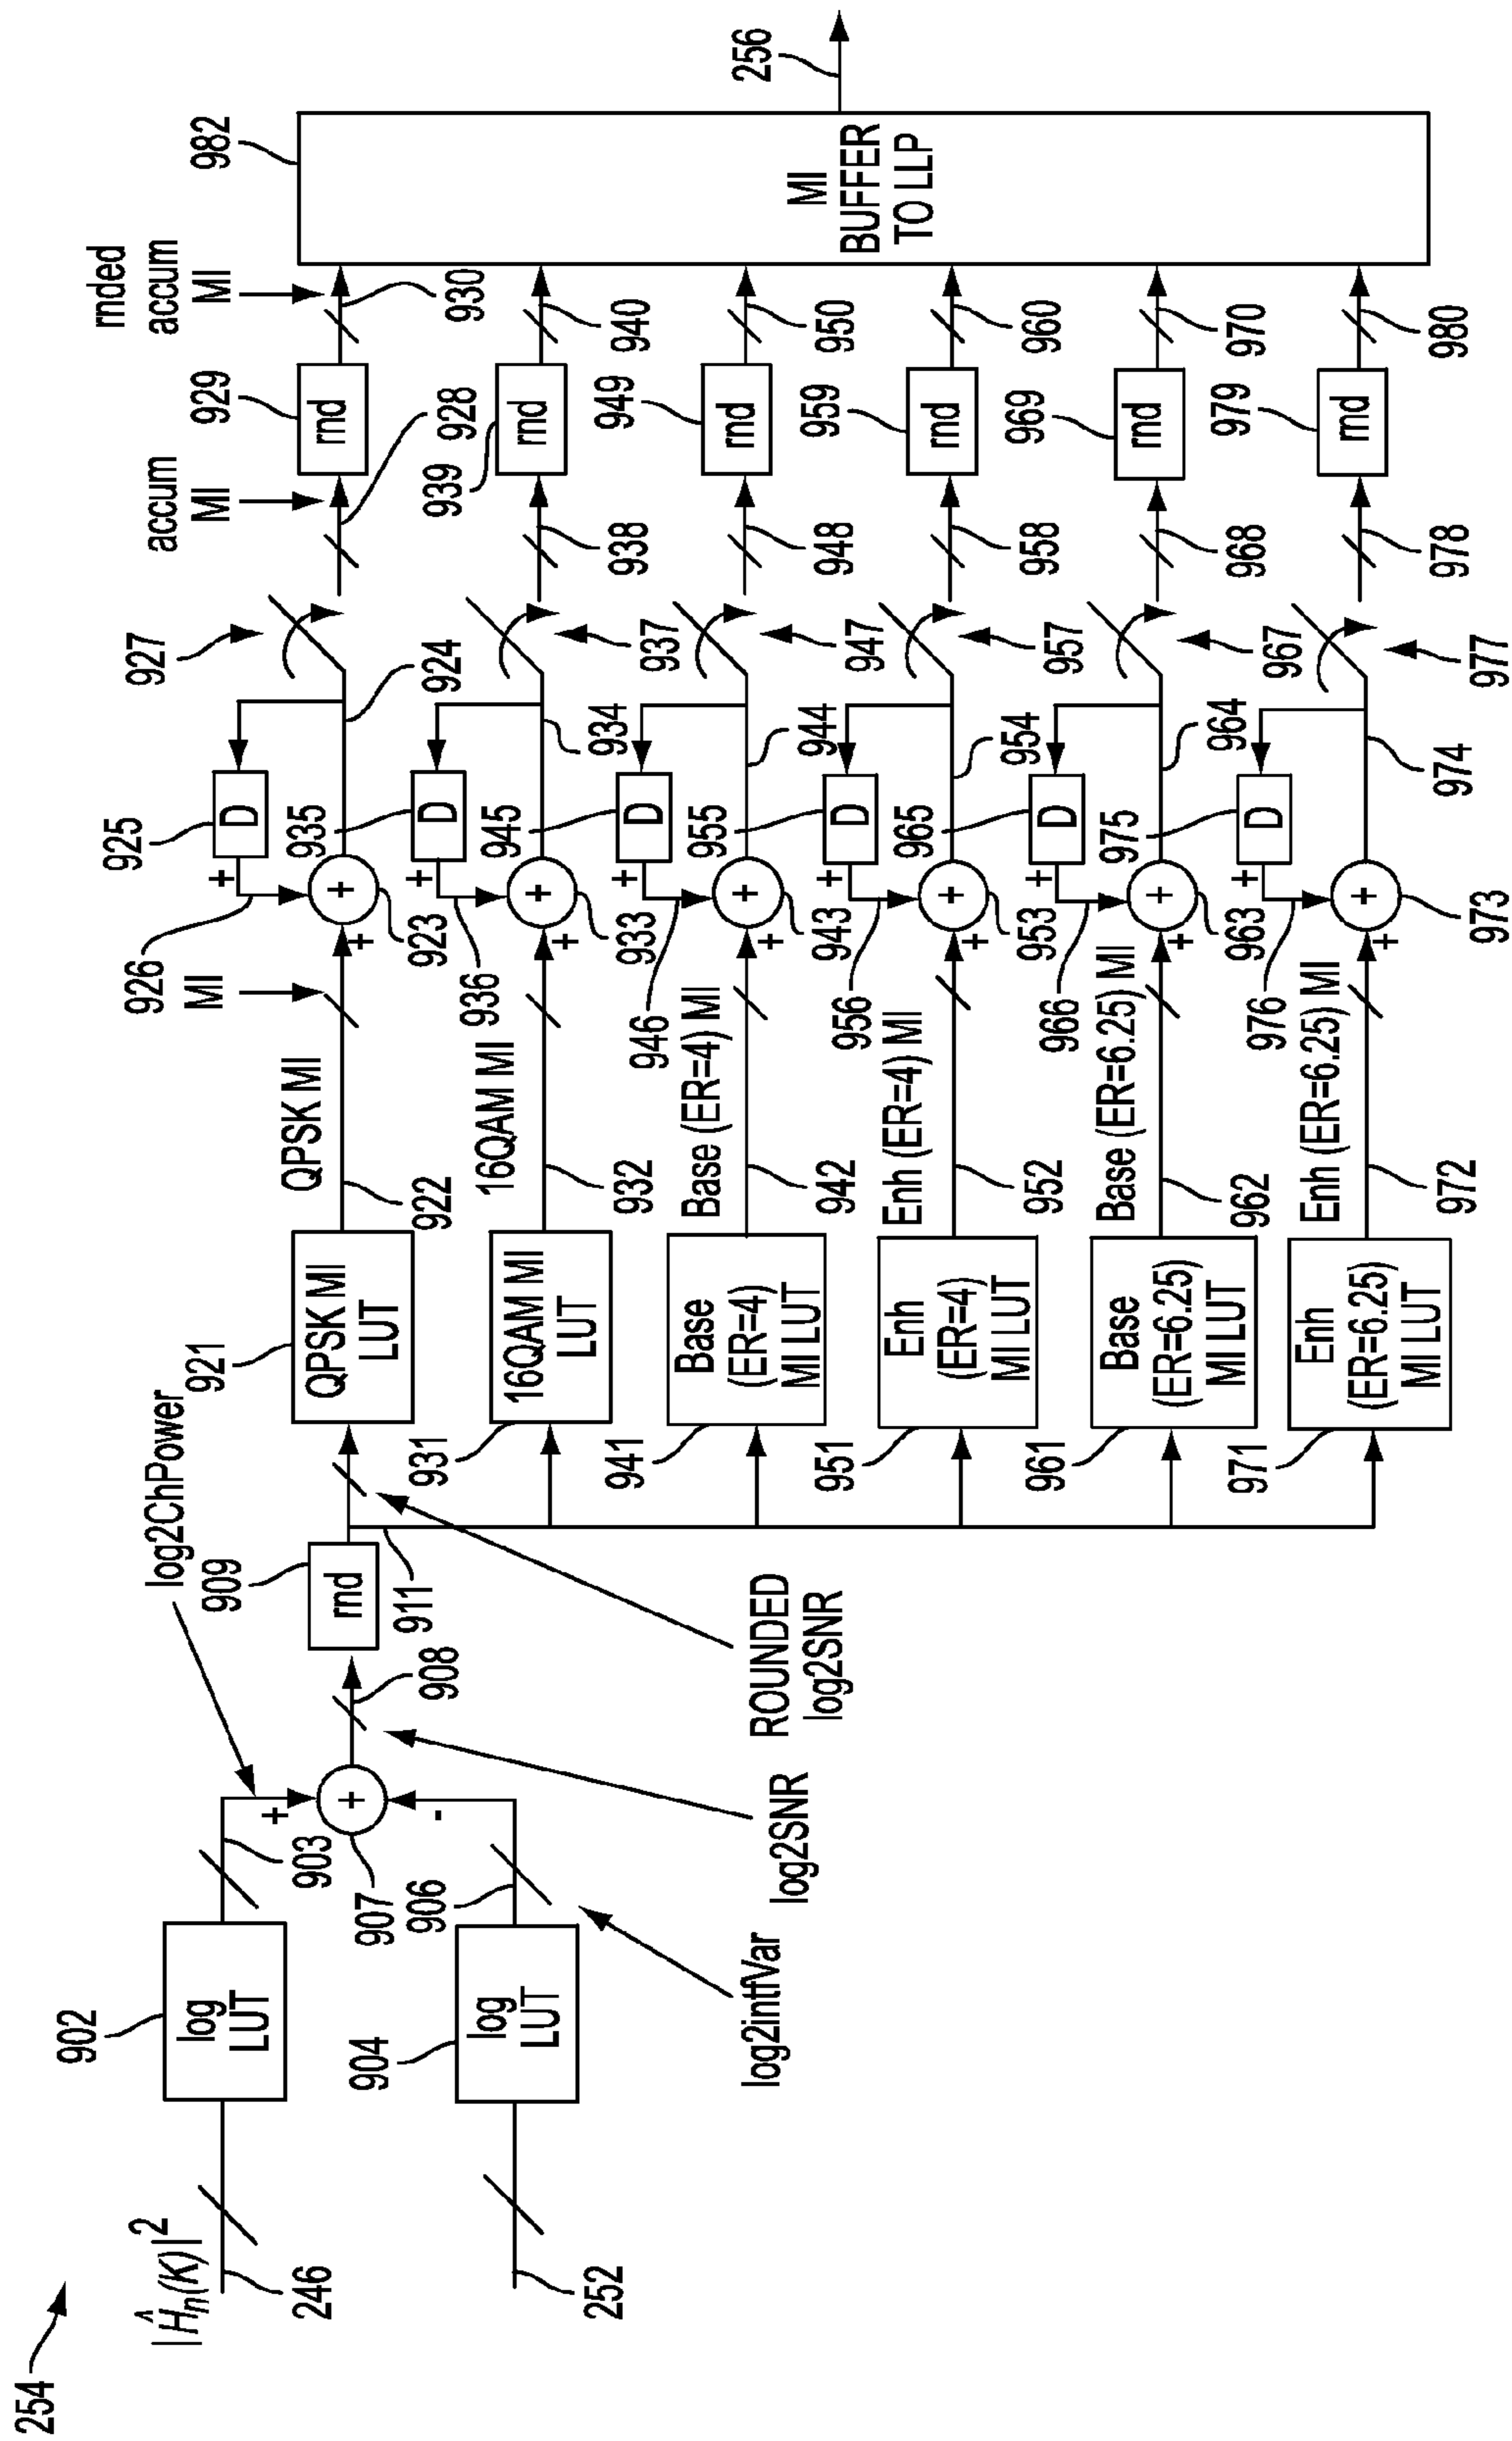 254
|Ĥn(K)|²
246
252
902
log
LUT
904
log
LUT
903
906
907
+
-
+
log2ChPower
log2intfVar
log2SNR
908
909
rnd
911
ROUNDED
log2SNR
921
QPSK MI
LUT
922
QPSK MI
MI
926
+
+
+
923
925
D
924
927
accum
MI
928
929
rnd
rnded
accum
MI
930
931
16QAM MI
LUT
932
16QAM MI
936
+
+
+
933
935
D
934
937
938
939
rnd
940
941
Base
(ER=4)
MI LUT
942
Base (ER=4) MI
946
+
+
+
943
945
D
944
947
948
949
rnd
950
951
Enh
(ER=4)
MI LUT
952
Enh (ER=4) MI
956
+
+
+
953
955
D
954
957
958
959
rnd
960
961
Base
(ER=6.25)
MI LUT
962
Base (ER=6.25) MI
966
+
+
+
963
965
D
964
967
968
969
rnd
970
971
Enh
(ER=6.25)
MI LUT
972
Enh (ER=6.25) MI
976
+
+
+
973
975
D
974
977
978
979
rnd
980
982
MI
BUFFER
TO LLP
256